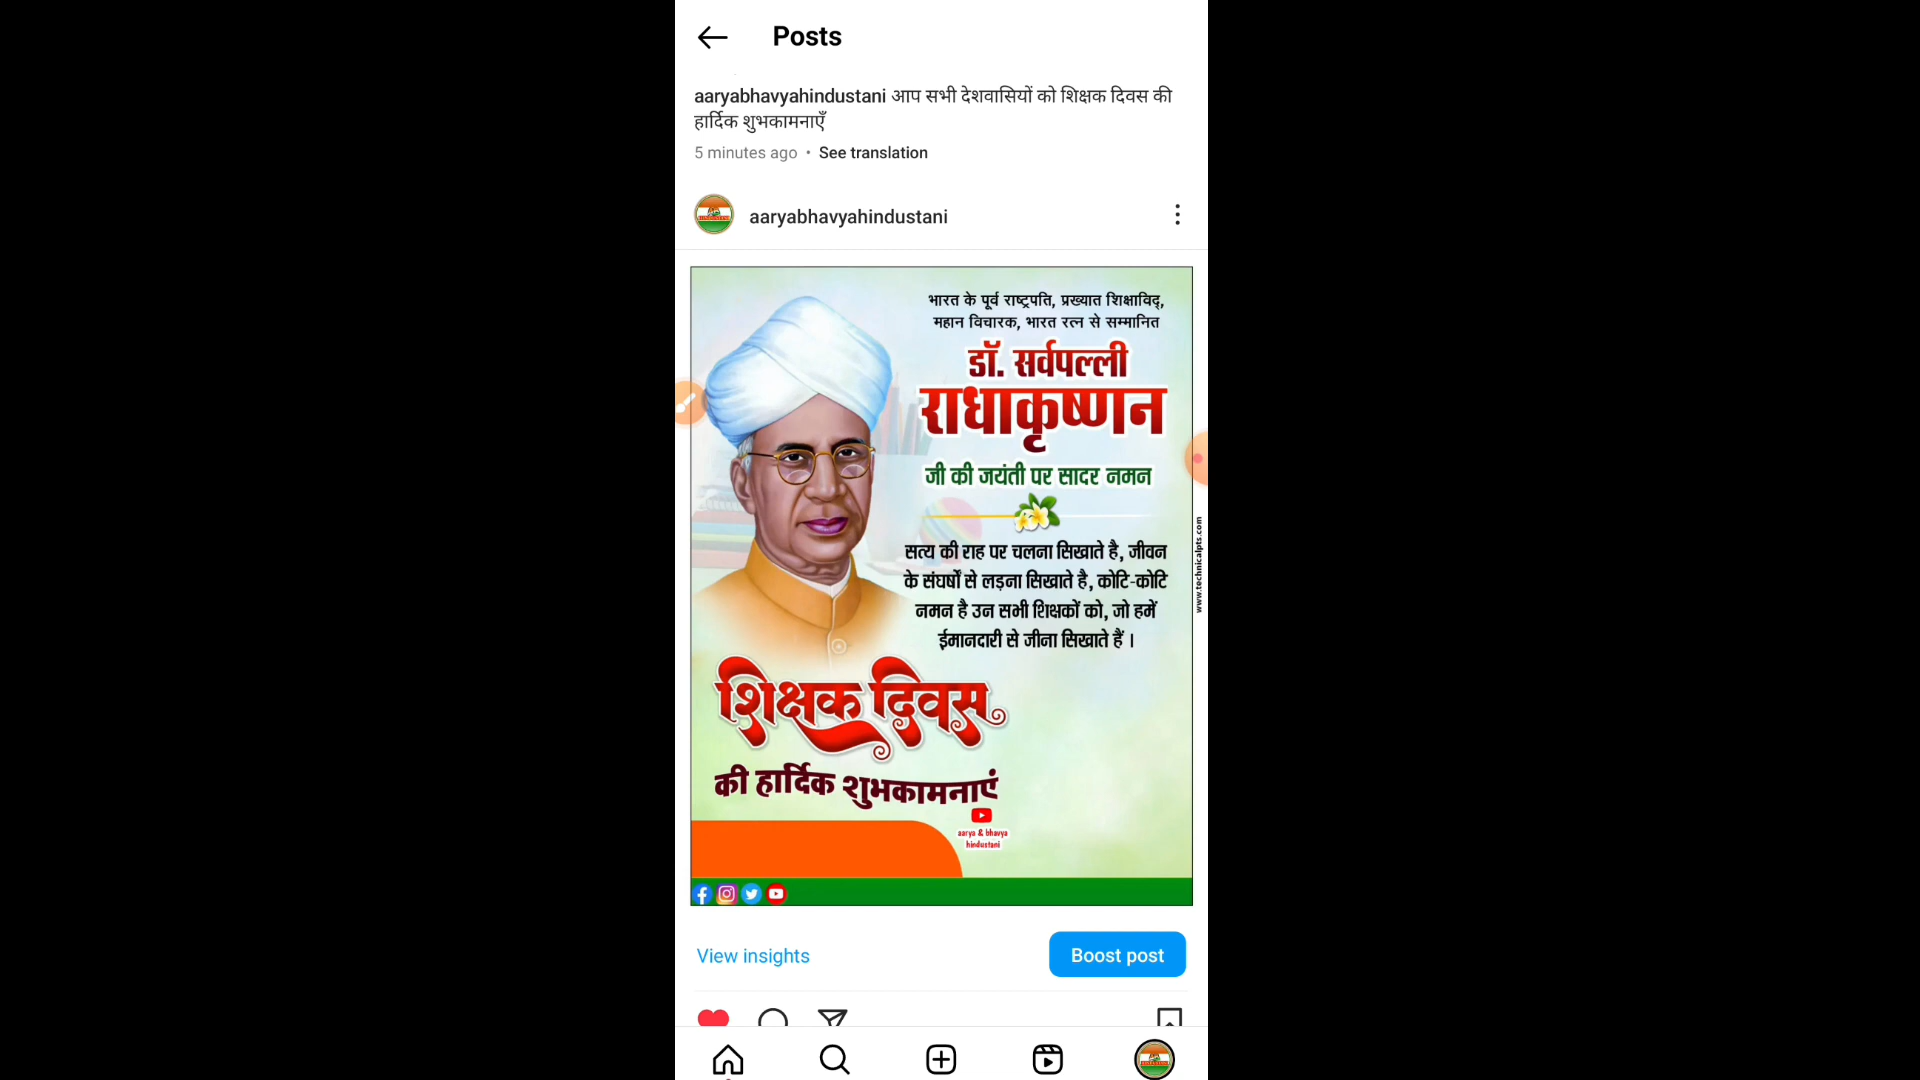 Posts
aaryabhavyahindustani आप सभी देशवासियों को शिक्षक दिवस की
हार्दिक शुभकामनाएँ
5 minutes ago • See translation
aaryabhavyahindustani
भारत के पूर्व राष्ट्रपति, प्रख्यात शिक्षाविद्,
महान विचारक, भारत रत्न से सम्मानित
डॉ. सर्वपल्ली
राधाकृष्णन
जी की जयंती पर सादर नमन
सत्य की राह पर चलना सिखाते है, जीवन
के संघर्षों से लड़ना सिखाते है, कोटि-कोटि
नमन है उन सभी शिक्षकों को, जो हमें
ईमानदारी से जीना सिखाते हैं ।
www.technicalpts.com
शिक्षक दिवस
की हार्दिक शुभकामनाएं
aarya & bhavya
hindustani
View insights
Boost post